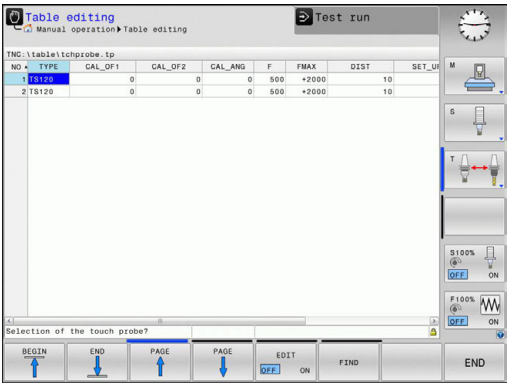 Table editing
Manual operation▶Table editing
Test run
TNC:\table\tchprobe.tp
NO TYPE CAL_OF1 CAL_OF2 CAL_ANG F FMAX DIST SET_UP
1 TS120 0 0 0 500 +2000 10
2 TS120 0 0 0 500 +2000 10
Selection of the touch probe?
M
S
T
S100%
OFF ON
F100%
OFF ON
BEGIN
END
PAGE
PAGE
EDIT
OFF ON
FIND
END